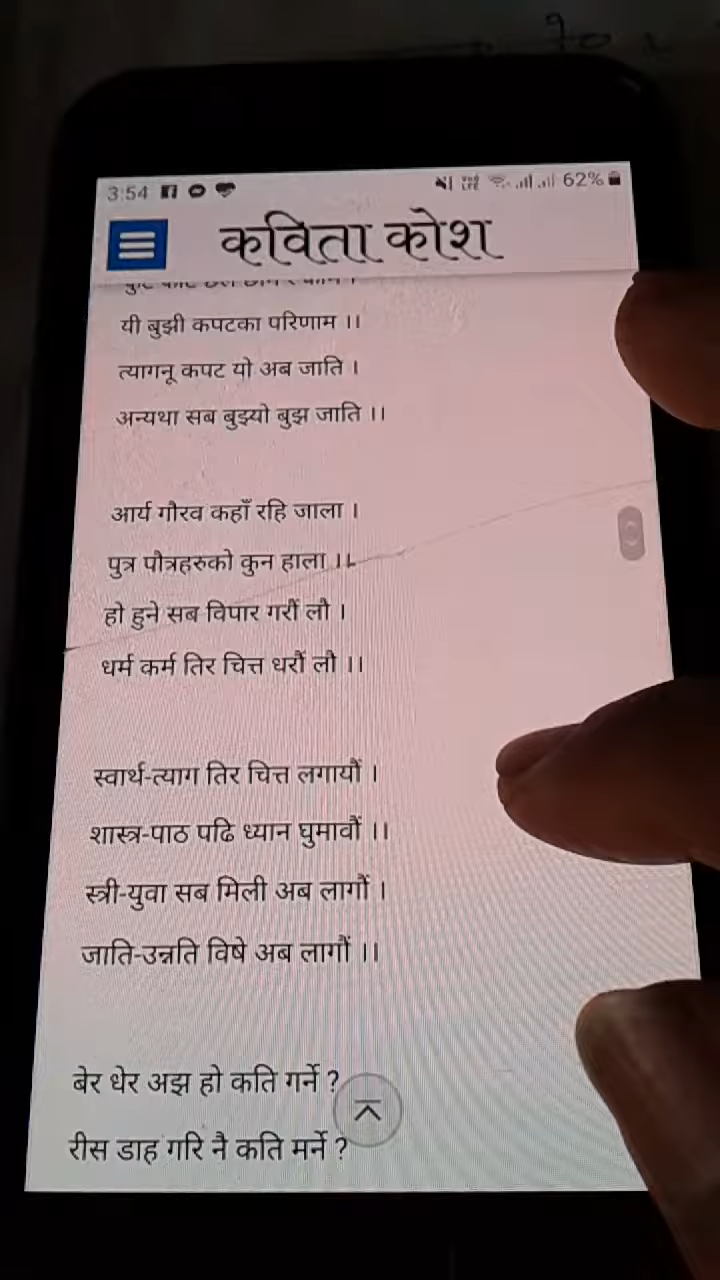 3:54 62%
कविता कोश
यी बुझी कपटका परिणाम ।।
त्यागनू कपट यो अब जाति ।
अन्यथा सब बुझ्यो बुझ जाति ।।
आर्य गौरव कहाँ रहि जाला ।
पुत्र पौत्रहरुको कुन हाला ।।
हो हुने सब विपार गरौं लौ ।
धर्म कर्म तिर चित्त धरौं लौ ।।
स्वार्थ-त्याग तिर चित्त लगायौं ।
शास्त्र-पाठ पढि ध्यान घुमावौं ।।
स्त्री-युवा सब मिली अब लागौं ।
जाति-उन्नति विषे अब लागौं ।।
बेर धेर अझ हो कति गर्ने ?
रीस डाह गरि नै कति मर्ने ?